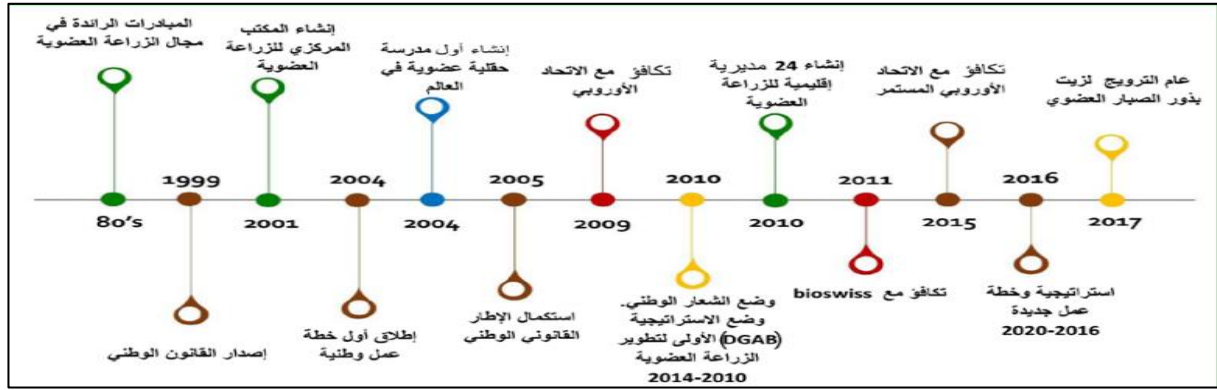 المبادرات الرائدة في
مجال الزراعة العضوية
إنشاء المكتب
المركزي للزراعة
العضوية
إنشاء أول مدرسة
حقلية عضوية في
العالم
تكافؤ مع الاتحاد
الأوروبي
إنشاء 24 مديرية
إقليمية للزراعة
العضوية
تكافؤ مع الاتحاد
الأوروبي المستمر
عام الترويج لزيت
بذور الصبار العضوي
1999
2004
2005
2010
2011
2016
80's
2001
2004
2009
2010
2015
2017
إصدار القانون الوطني
إطلاق أول خطة
عمل وطنية
استكمال الإطار
القانوني الوطني
وضع الشعار الوطني.
وضع الاستراتيجية
(DGAB) الأولى لتطوير
الزراعة العضوية
2014-2010
تكافؤ مع bioswiss
استراتيجية وخطة
عمل جديدة
2020-2016